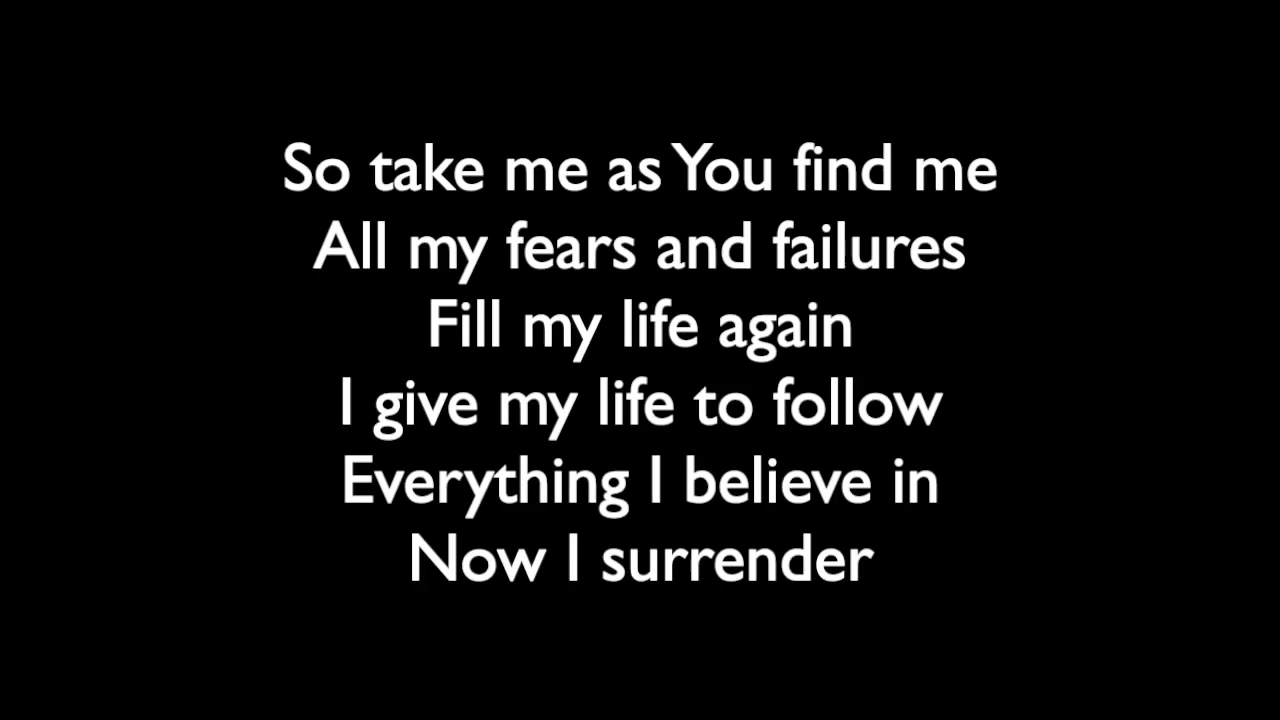 So take me as You find me
All my fears and failures
Fill my life again
I give my life to follow
Everything I believe in
Now I surrender